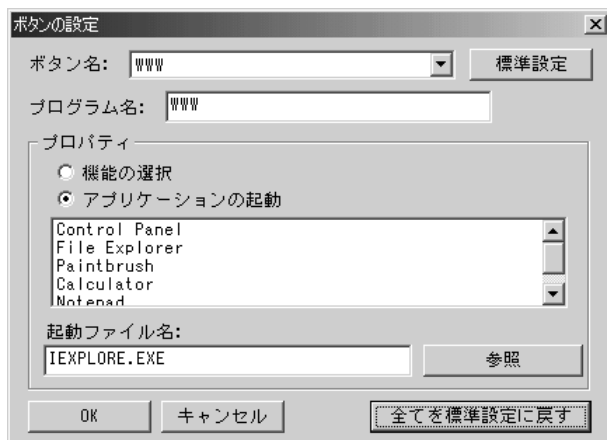 ボタンの設定
ボタン名: WWW
標準設定
プログラム名: WWW
プロパティ
機能の選択
アプリケーションの起動
Control Panel
File Explorer
Paintbrush
Calculator
Notepad
起動ファイル名:
IEXPLORE.EXE
参照
OK
キャンセル
全てを標準設定に戻す